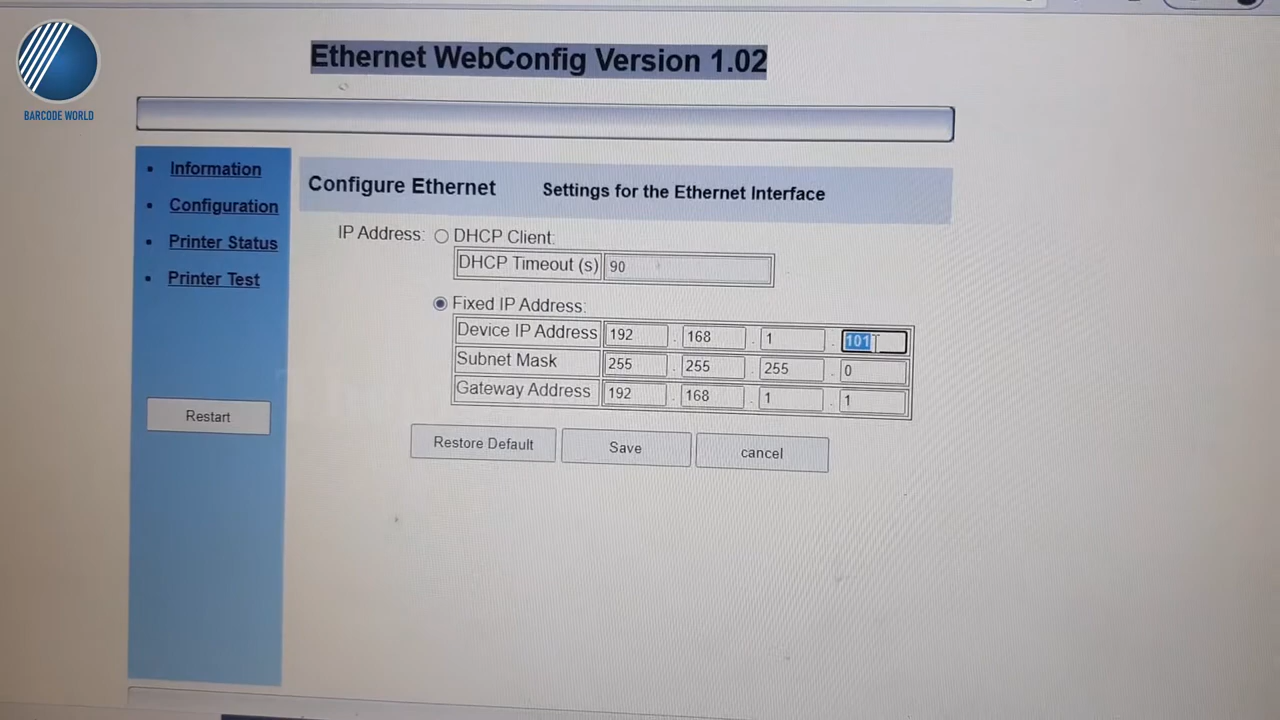 BARCODE WORLD
Ethernet WebConfig Version 1.02
Information
Configuration
Printer Status
Printer Test
Restart
Configure Ethernet Settings for the Ethernet Interface
IP Address: DHCP Client:
DHCP Timeout (s) 90
Fixed IP Address:
Device IP Address 192 . 168 . 1 . 101
Subnet Mask 255 . 255 . 255 . 0
Gateway Address 192 . 168 . 1 . 1
Restore Default Save cancel